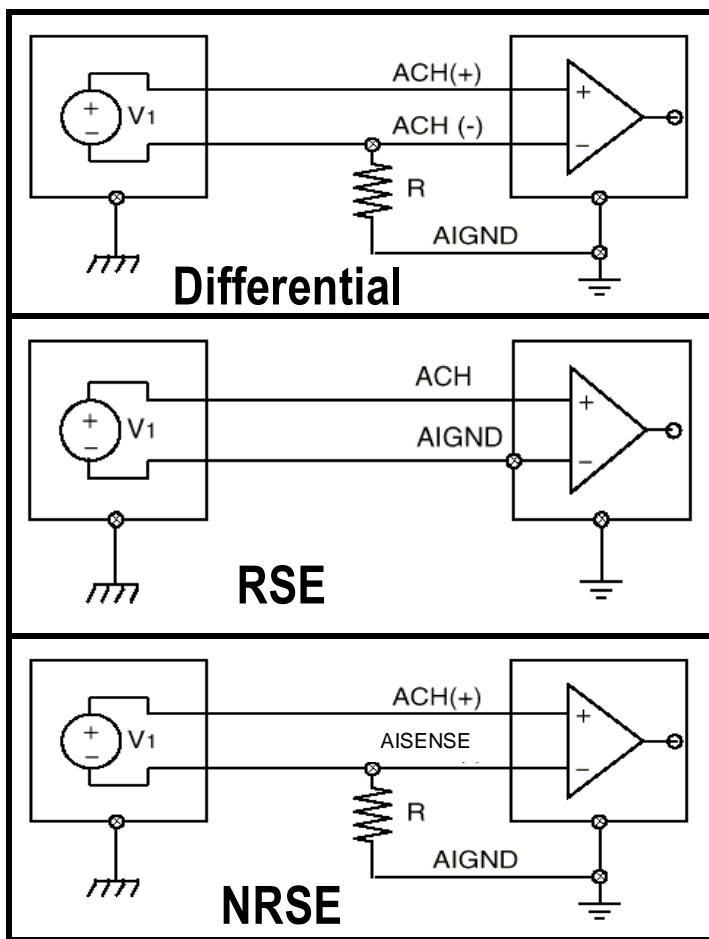 ACH(+)
+
V1
+
−
ACH (-)
−
R
AIGND
Differential
ACH
+
V1
+
−
AIGND
−
RSE
ACH(+)
+
V1
+
−
AISENSE
−
R
AIGND
NRSE